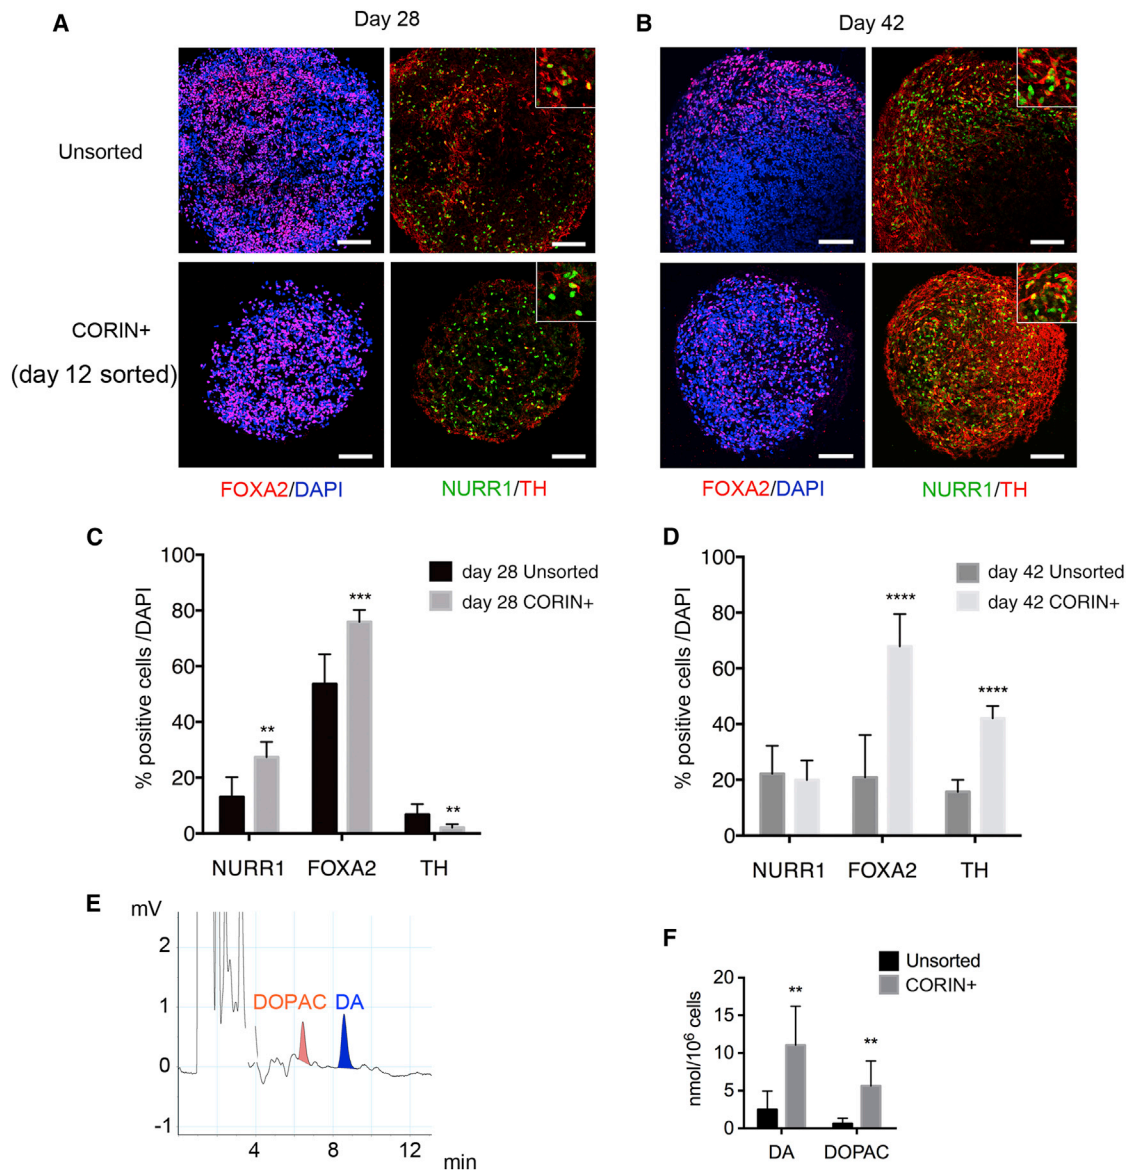 A
Day 28
B
Day 42
Unsorted
CORIN+
(day 12 sorted)
FOXA2/DAPI
NURR1/TH
FOXA2/DAPI
NURR1/TH
C
% positive cells /DAPI
100
80
60
40
20
0
**
***
**
NURR1
FOXA2
TH
day 28 Unsorted
day 28 CORIN+
D
% positive cells /DAPI
100
80
60
40
20
0
****
****
NURR1
FOXA2
TH
day 42 Unsorted
day 42 CORIN+
E
mV
2
1
0
-1
DOPAC
DA
4
8
12
min
F
nmol/10⁶ cells
20
15
10
5
0
**
**
DA
DOPAC
Unsorted
CORIN+